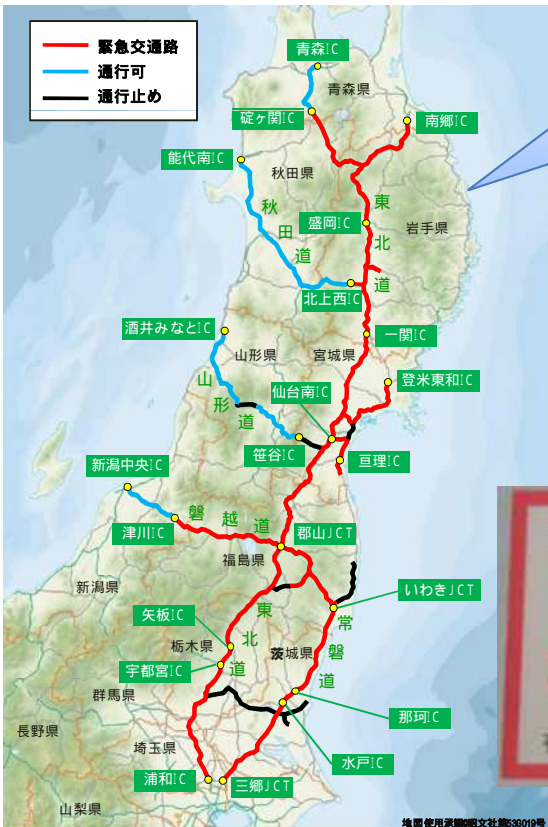 緊急交通路
通行可
通行止め
青森IC
青森県
碇ヶ関IC
南郷IC
能代南IC
秋田県
秋田道
盛岡IC
東北道
岩手県
北上西IC
酒井みなとIC
一関IC
山形県
宮城県
登米東和IC
仙台南IC
山形道
笹谷IC
亘理IC
新潟中央IC
磐越道
津川IC
郡山JCT
福島県
いわきJCT
新潟県
矢板IC
東北道
栃木県
茨城県
常磐道
宇都宮IC
群馬県
那珂IC
長野県
埼玉県
水戸IC
浦和IC
三郷JCT
山梨県